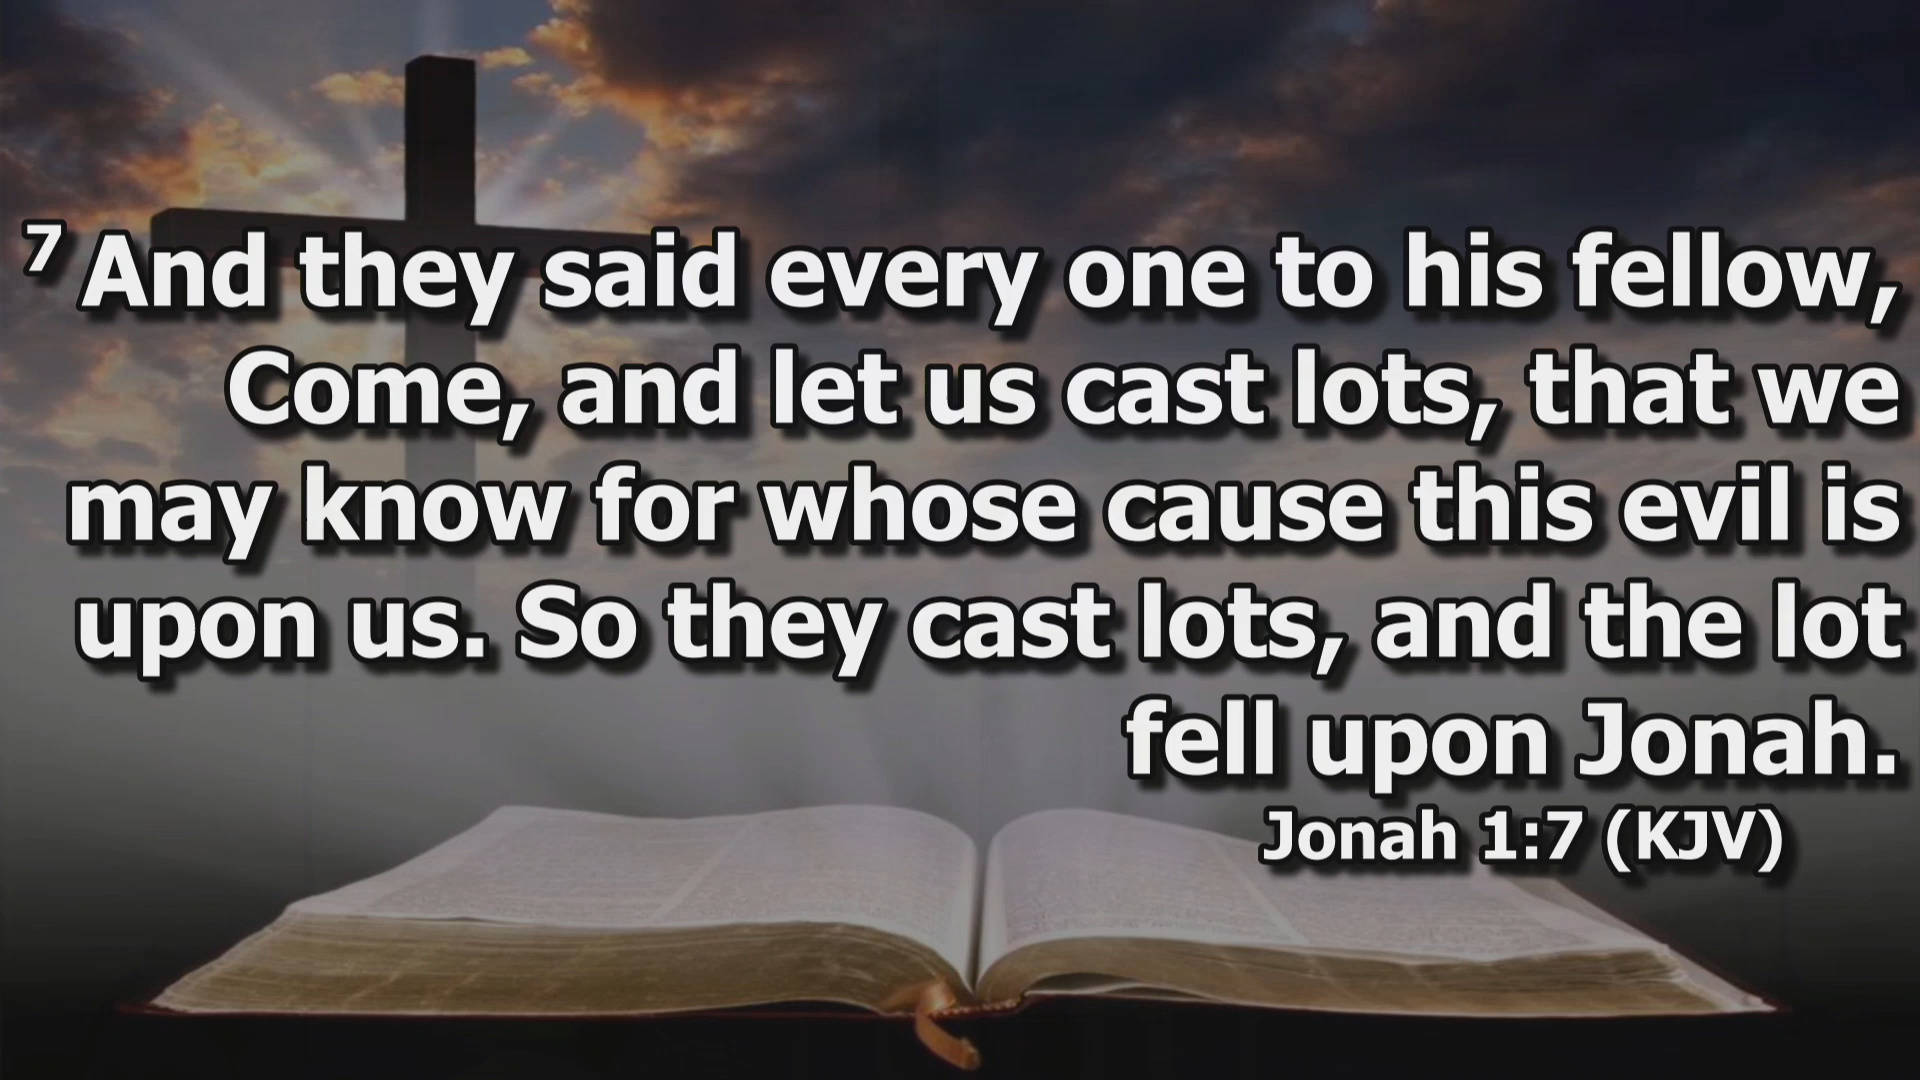 7 And they said every one to his fellow,
Come, and let us cast lots, that we
may know for whose cause this evil is
upon us. So they cast lots, and the lot
fell upon Jonah.
Jonah 1:7 (KJV)